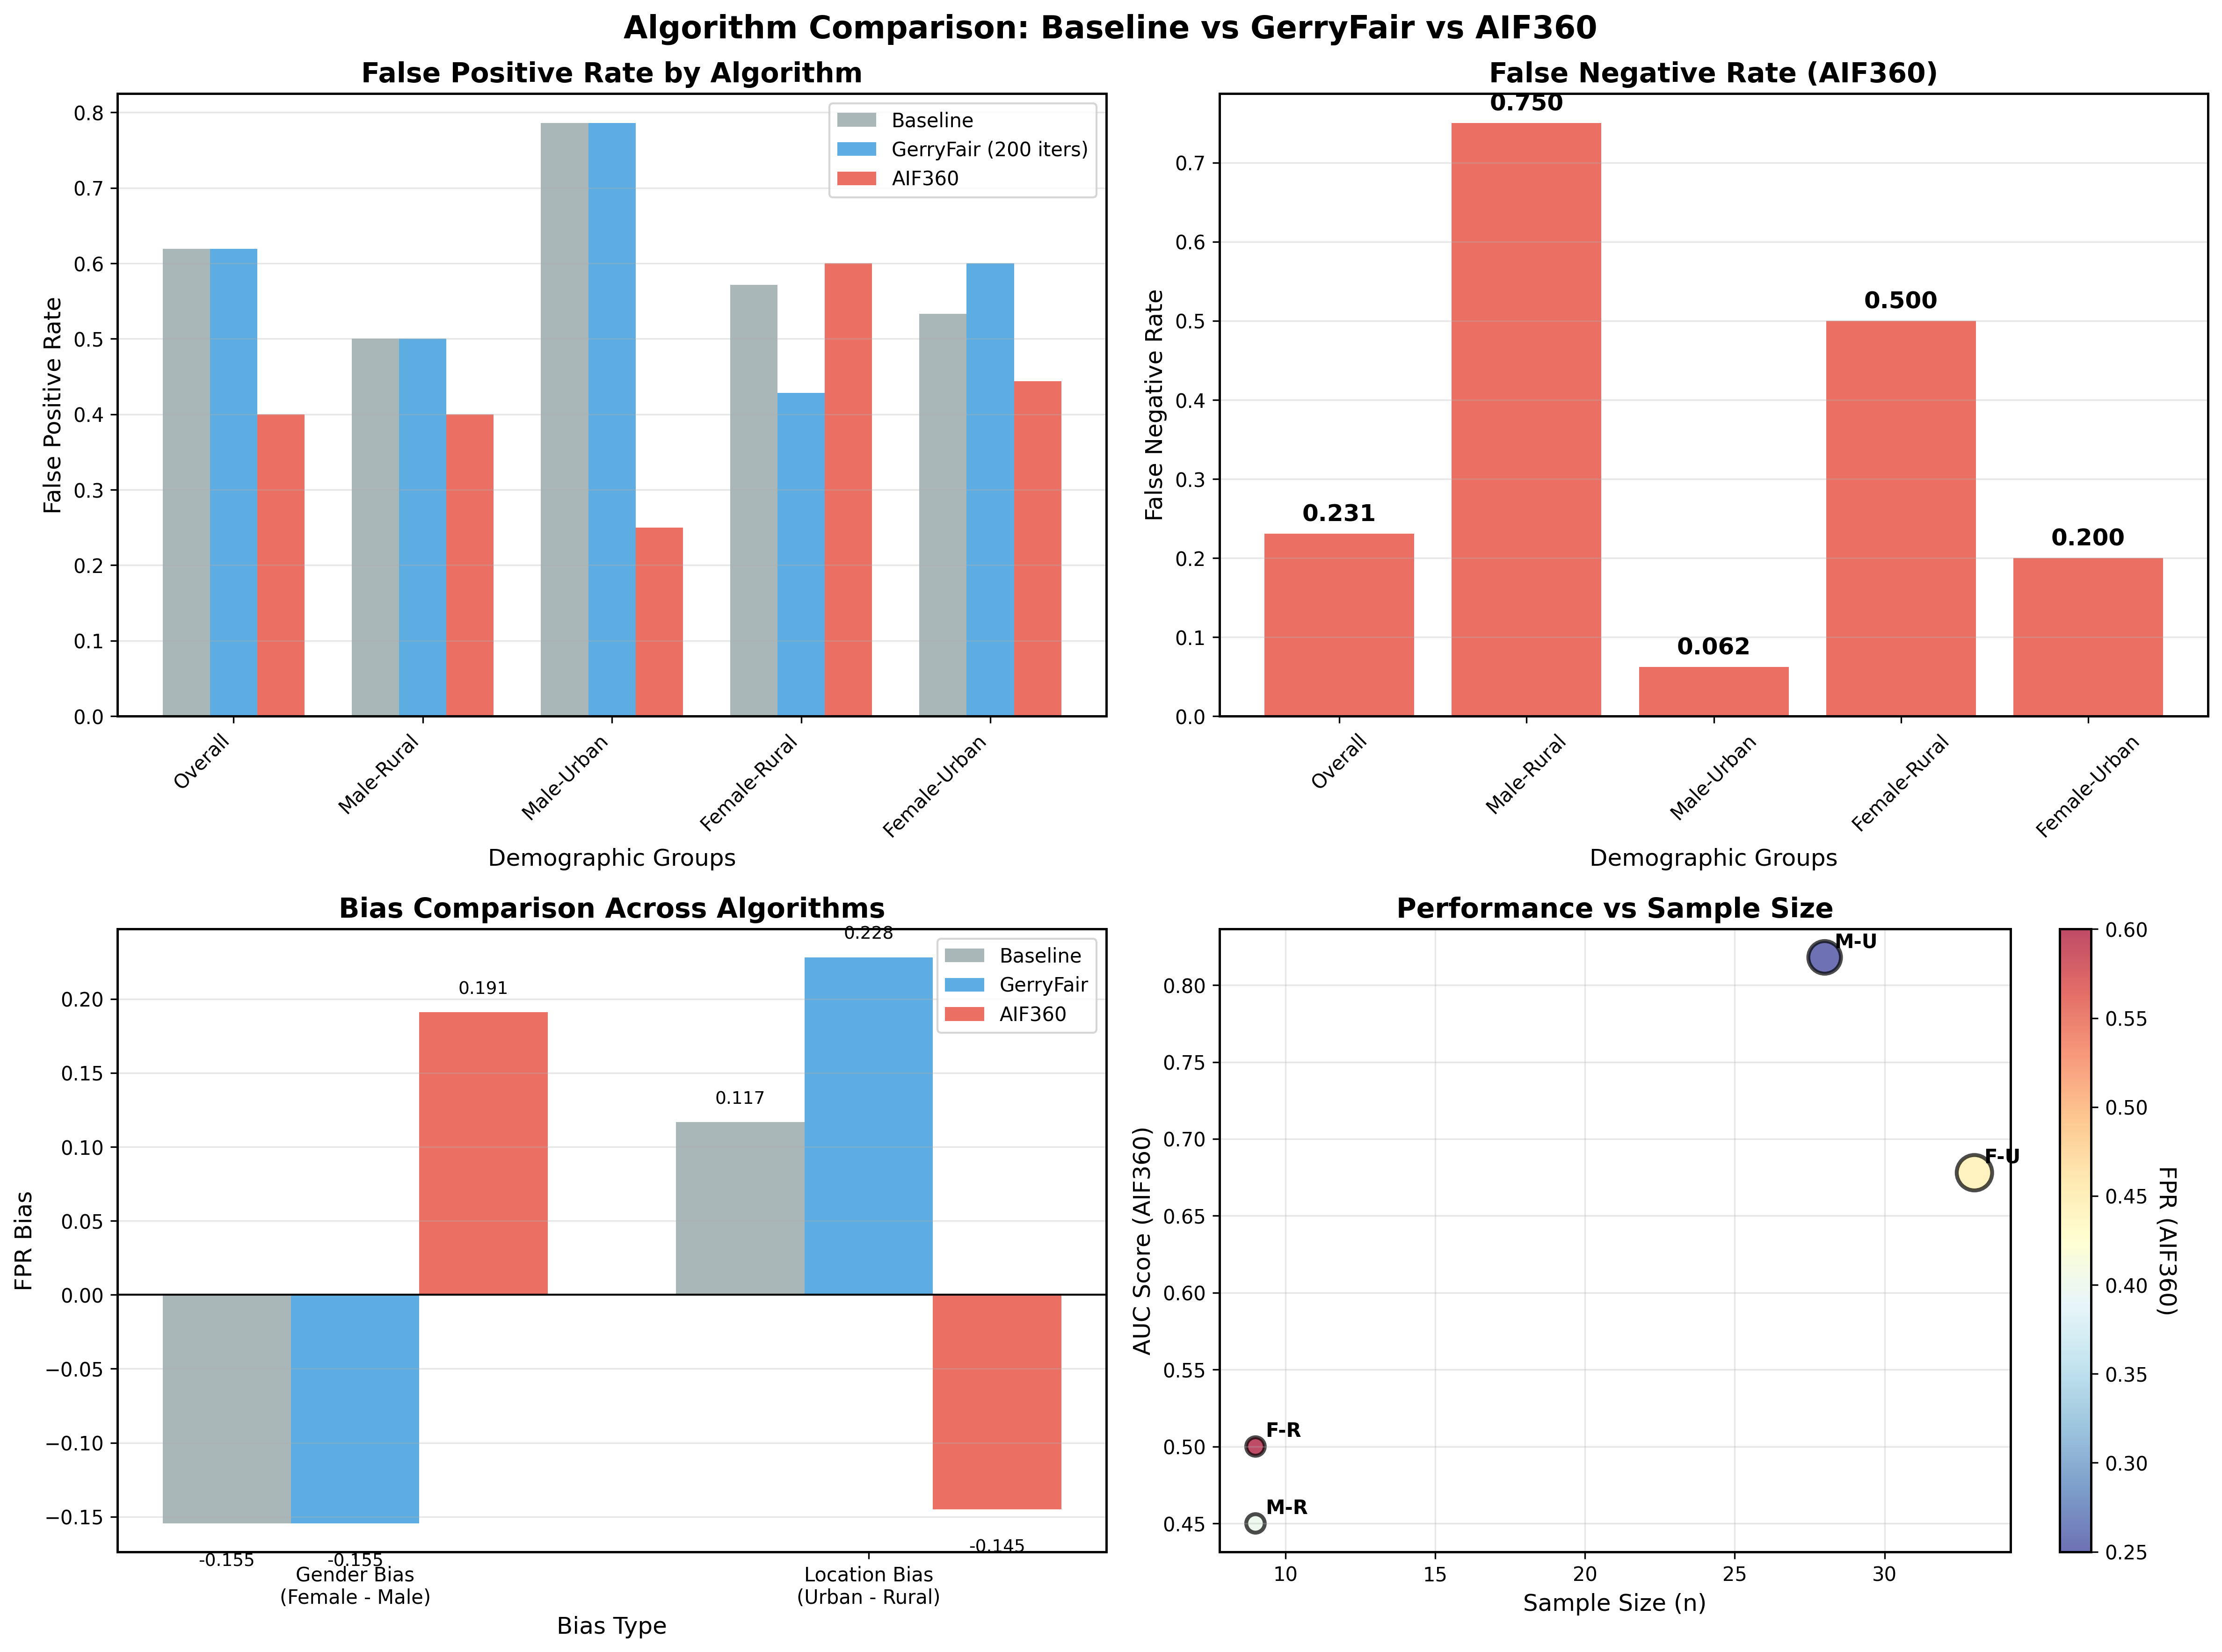 Algorithm Comparison: Baseline vs GerryFair vs AIF360
False Positive Rate by Algorithm
False Positive Rate
0.8
0.7
0.6
0.5
0.4
0.3
0.2
0.1
0.0
Baseline
GerryFair (200 iters)
AIF360
Overall
Male-Rural
Male-Urban
Female-Rural
Female-Urban
Demographic Groups
False Negative Rate (AIF360)
False Negative Rate
0.7
0.6
0.5
0.4
0.3
0.2
0.1
0.0
0.231
0.750
0.062
0.500
0.200
Overall
Male-Rural
Male-Urban
Female-Rural
Female-Urban
Demographic Groups
Bias Comparison Across Algorithms
FPR Bias
0.20
0.15
0.10
0.05
0.00
−0.05
−0.10
−0.15
Baseline
GerryFair
AIF360
-0.155
-0.155
0.191
0.117
0.228
-0.145
Gender Bias
(Female - Male)
Location Bias
(Urban - Rural)
Bias Type
Performance vs Sample Size
AUC Score (AIF360)
0.80
0.75
0.70
0.65
0.60
0.55
0.50
0.45
M-U
F-U
F-R
M-R
10
15
20
25
30
Sample Size (n)
0.60
0.55
0.50
0.45
0.40
0.35
0.30
0.25
FPR (AIF360)